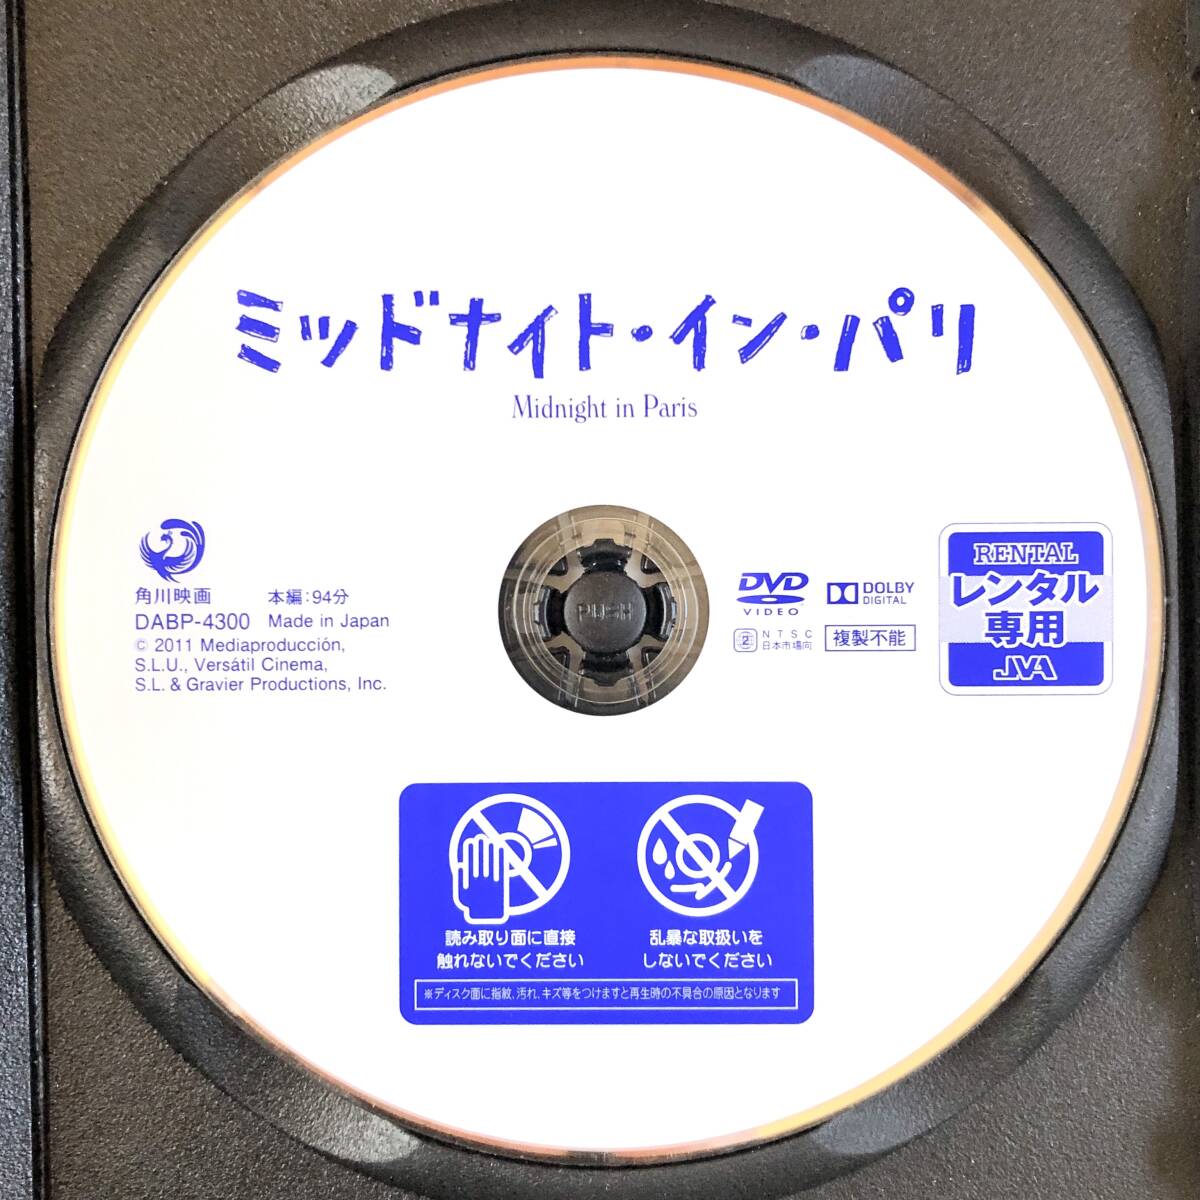 ミッドナイト・イン・パリ
Midnight in Paris
角川映画 本編:94分
DABP-4300 Made in Japan
© 2011 Mediaproducción,
S.L.U., Versátil Cinema,
S.L. & Gravier Productions, Inc.
PUSH
DVD
VIDEO
DOLBY
DIGITAL
2
NTSC
日本市場向
複製不能
RENTAL
レンタル
専用
JVA
読み取り面に直接
触れないでください
乱暴な取扱いを
しないでください
※ディスク面に指紋、汚れ、キズ等をつけますと再生時の不具合の原因となります